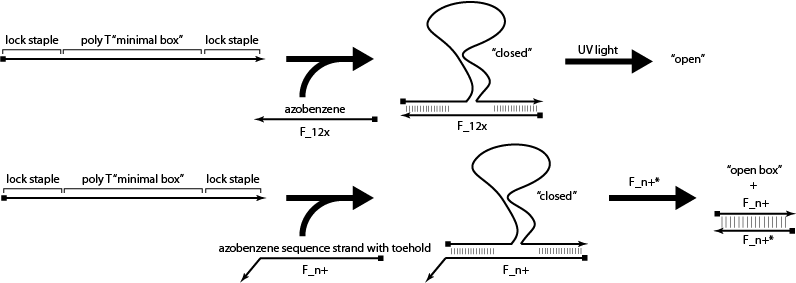 lock staple poly T “minimal box” lock staple
“closed”
UV light
“open”
azobenzene
F_12x
F_12x
lock staple poly T “minimal box” lock staple
“closed”
F_n+*
“open box”
+
F_n+
F_n+*
azobenzene sequence strand with toehold
F_n+
F_n+